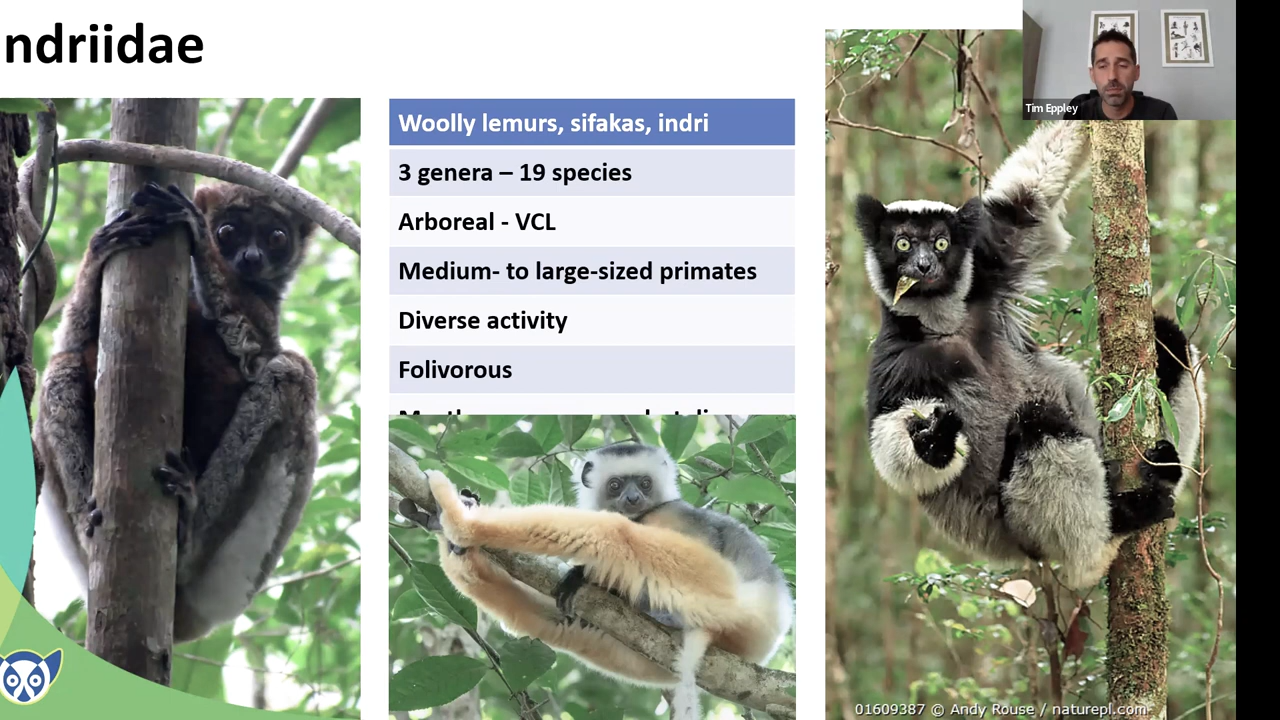 ndriidae
Tim Eppley
Woolly lemurs, sifakas, indri
3 genera – 19 species
Arboreal - VCL
Medium- to large-sized primates
Diverse activity
Folivorous
01609387 © Andy Rouse / naturepl.com